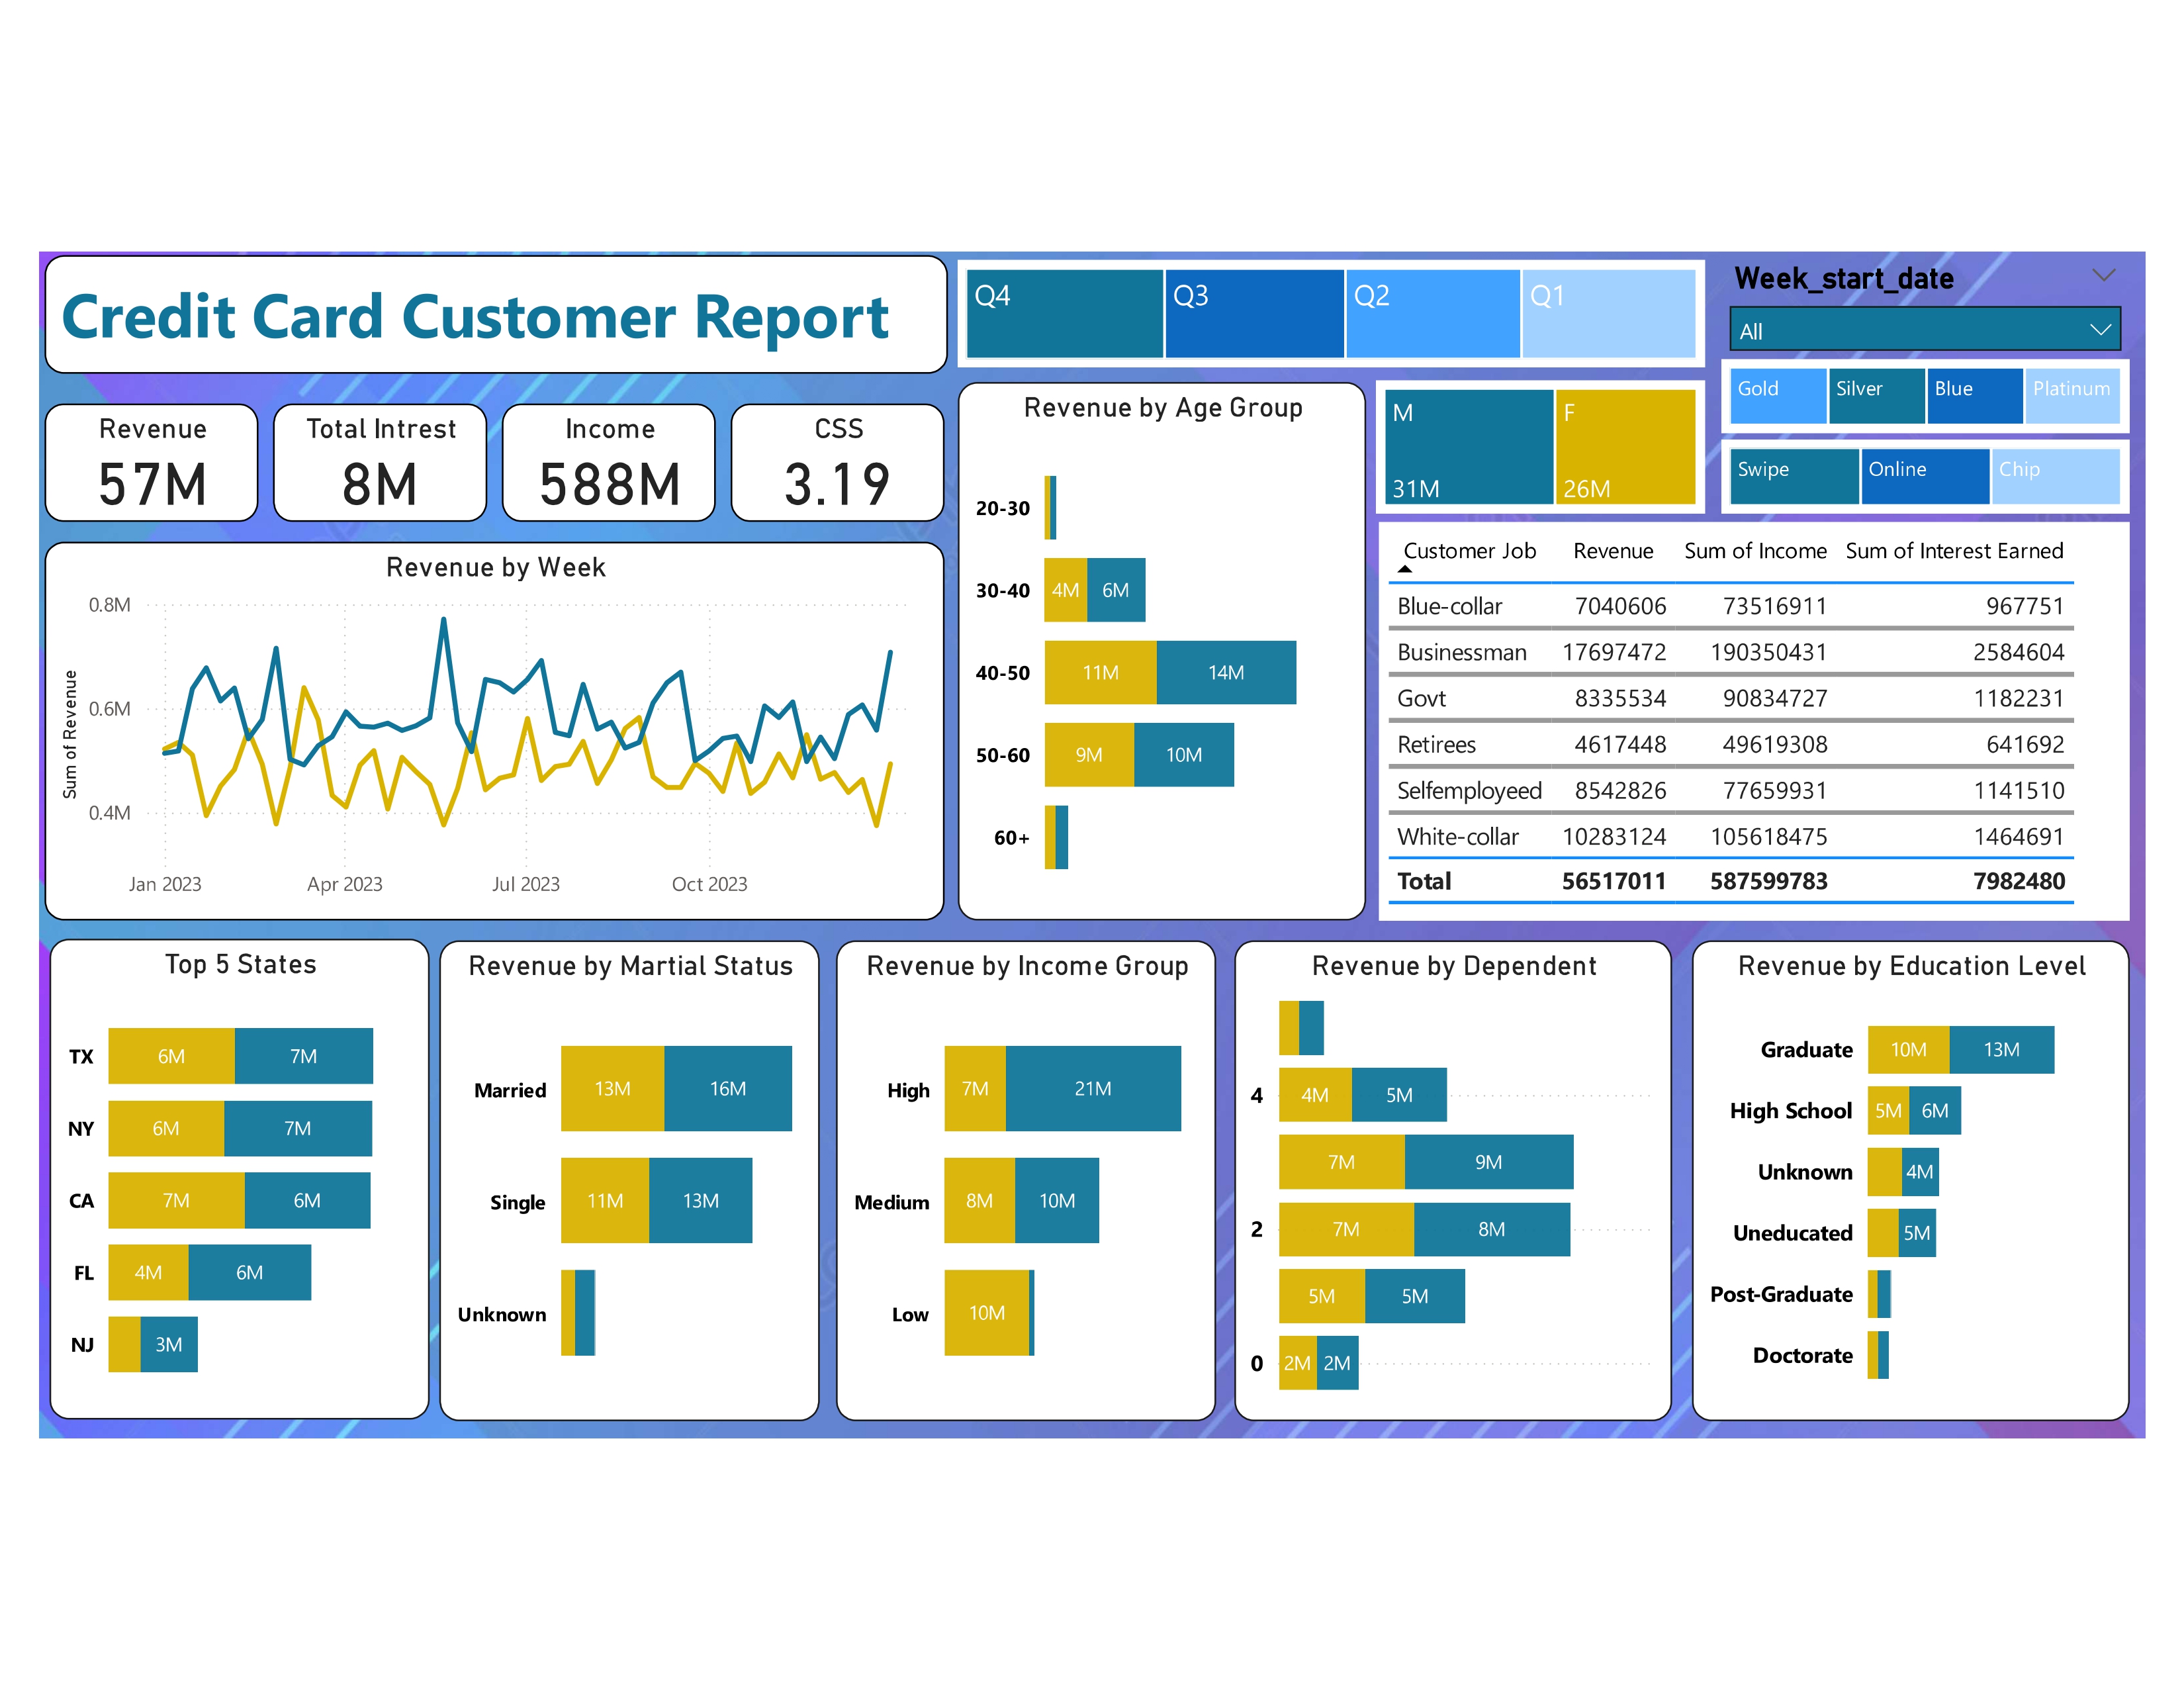 Credit Card Customer Report
Q4 Q3 Q2 Q1
Week_start_date
All
Gold Silver Blue Platinum
Swipe Online Chip
M F
31M 26M
Revenue Total Intrest Income CSS
57M 8M 588M 3.19
Revenue by Week
Sum of Revenue
0.8M
0.6M
0.4M
Jan 2023 Apr 2023 Jul 2023 Oct 2023
Revenue by Age Group
20-30
30-40 4M 6M
40-50 11M 14M
50-60 9M 10M
60+
Customer Job Revenue Sum of Income Sum of Interest Earned
Blue-collar 7040606 73516911 967751
Businessman 17697472 190350431 2584604
Govt 8335534 90834727 1182231
Retirees 4617448 49619308 641692
Selfemployeed 8542826 77659931 1141510
White-collar 10283124 105618475 1464691
Total 56517011 587599783 7982480
Top 5 States
TX 6M 7M
NY 6M 7M
CA 7M 6M
FL 4M 6M
NJ 3M
Revenue by Martial Status
Married 13M 16M
Single 11M 13M
Unknown
Revenue by Income Group
High 7M 21M
Medium 8M 10M
Low 10M
Revenue by Dependent
4 4M 5M
7M 9M
2 7M 8M
5M 5M
0 2M 2M
Revenue by Education Level
Graduate 10M 13M
High School 5M 6M
Unknown 4M
Uneducated 5M
Post-Graduate
Doctorate